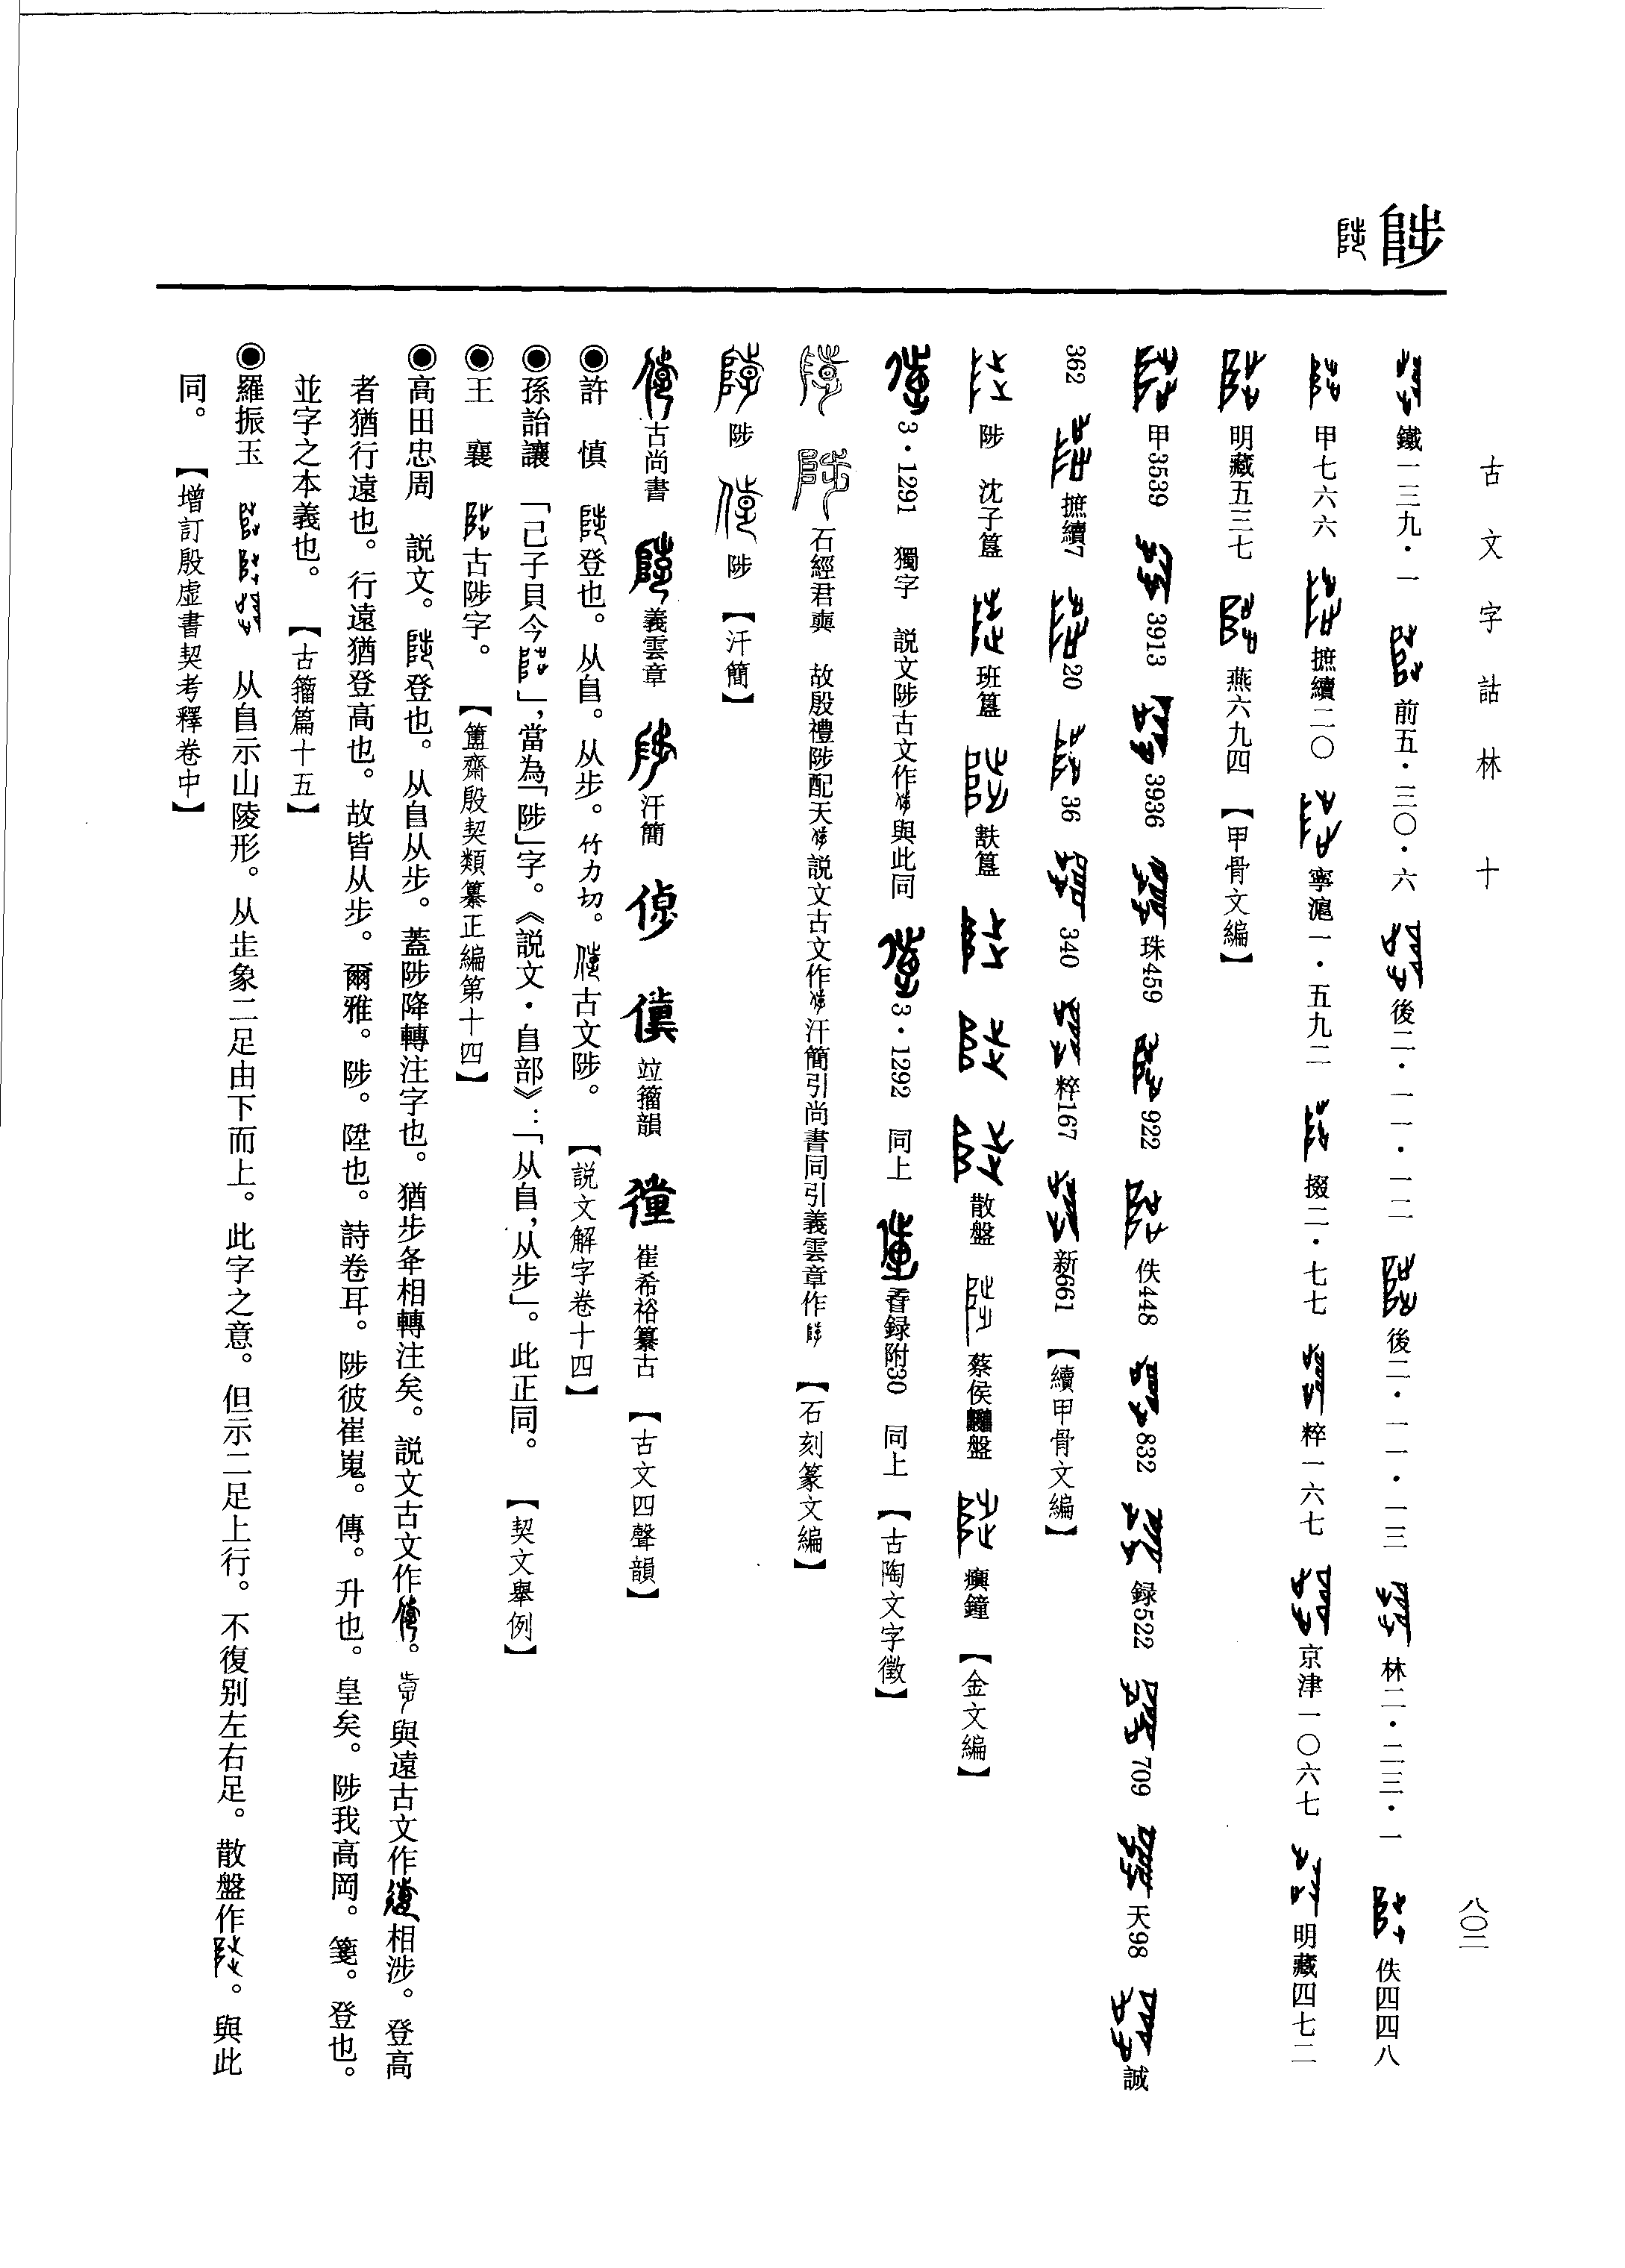 古文字詁林　十
八〇二
陟
鐵一三九·一　前五·三〇·六　後二·一一·一二　後二·一一·一三　林二·二三·一　佚四四八
甲七六六　摭續二〇　寧滬一·五九二　掇二·七七　粹一六七　京津一〇六七　明藏四七二
明藏五三七　燕六九四　【甲骨文編】
甲3539　3913　3936　珠459　922　佚448　832　録522　709　天98　誠
362　摭續7　20　36　340　粹167　新661　【續甲骨文編】
陟　沈子簋　班簋　㝬簋　散盤　蔡侯盤　𤼈鐘　【金文編】
3·1291　獨字　説文陟古文作與此同　3·1292　同上　香録附30　同上　【古陶文字徵】
石經君奭　故殷禮陟配天　説文古文作　汗簡引尚書同引義雲章作　【石刻篆文編】
陟　陟　【汗簡】
古尚書　義雲章　汗簡　竝籀韻　崔希裕纂古　【古文四聲韻】
◉許　慎　登也。从𨸏。从步。竹力切。古文陟。　【説文解字卷十四】
◉孫詒讓　「己子貝今」，當為「陟」字。《説文·𨸏部》：「从𨸏，从步」。此正同。　【契文舉例】
◉王　襄　古陟字。　【簠齋殷契類纂正編第十四】
◉高田忠周　説文。登也。从𨸏从步。蓋陟降轉注字也。猶步夅相轉注矣。説文古文作。與遠古文作相涉。登高
者猶行遠也。行遠猶登高也。故皆从步。爾雅。陟。陞也。詩卷耳。陟彼崔嵬。傳。升也。皇矣。陟我高岡。箋。登也。
並字之本義也。　【古籀篇十五】
◉羅振玉　从𨸏示山陵形。从步象二足由下而上。此字之意。但示二足上行。不復别左右足。散盤作。與此
同。　【增訂殷虛書契考釋卷中】